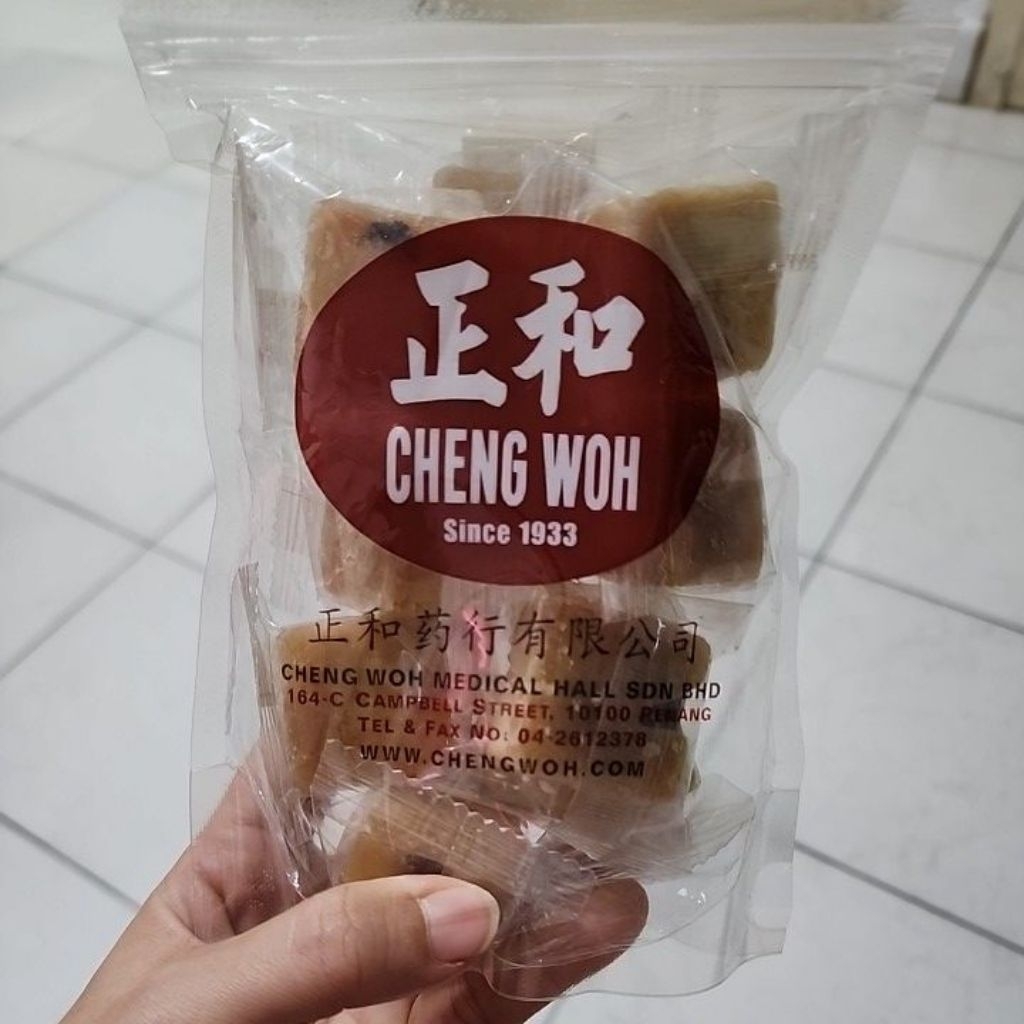 正和
CHENG WOH
Since 1933
正和药行有限公司
CHENG WOH MEDICAL HALL SDN BHD
164-C CAMPBELL STREET, 10100 PENANG
TEL & FAX NO: 04-2612378
WWW.CHENGWOH.COM